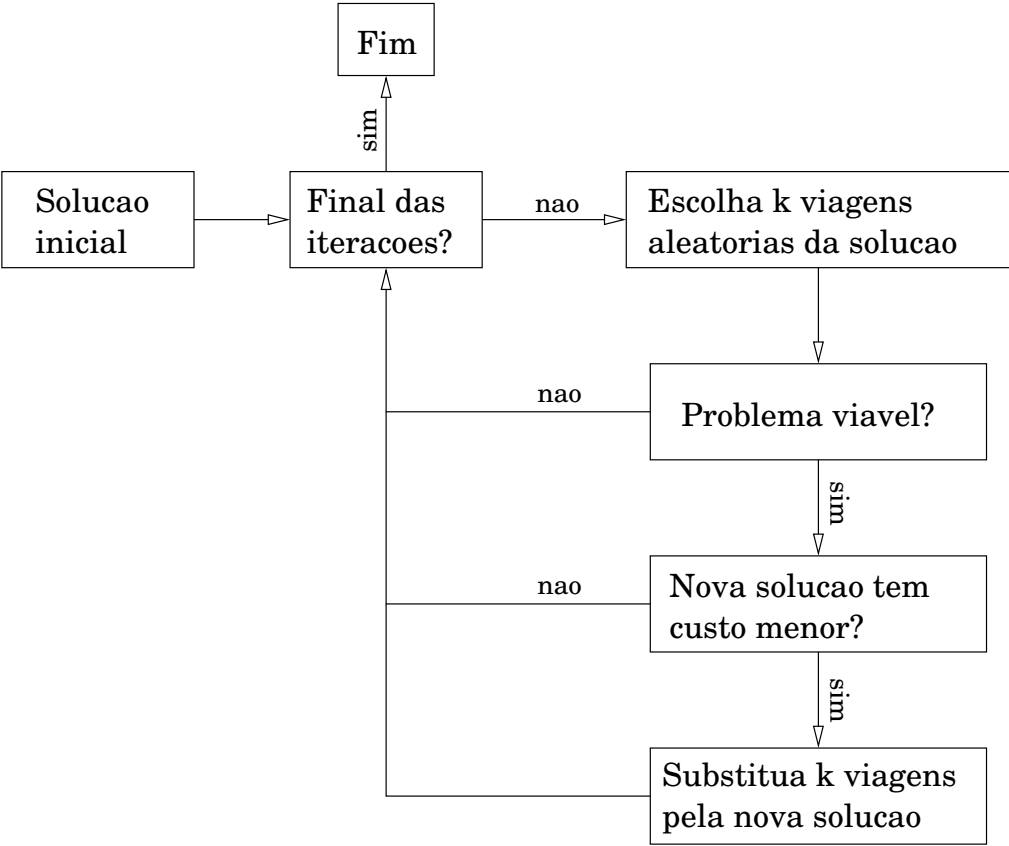 Fim
sim
Solucao
inicial
Final das
iteracoes?
nao
Escolha k viagens
aleatorias da solucao
nao
Problema viavel?
sim
nao
Nova solucao tem
custo menor?
sim
Substitua k viagens
pela nova solucao